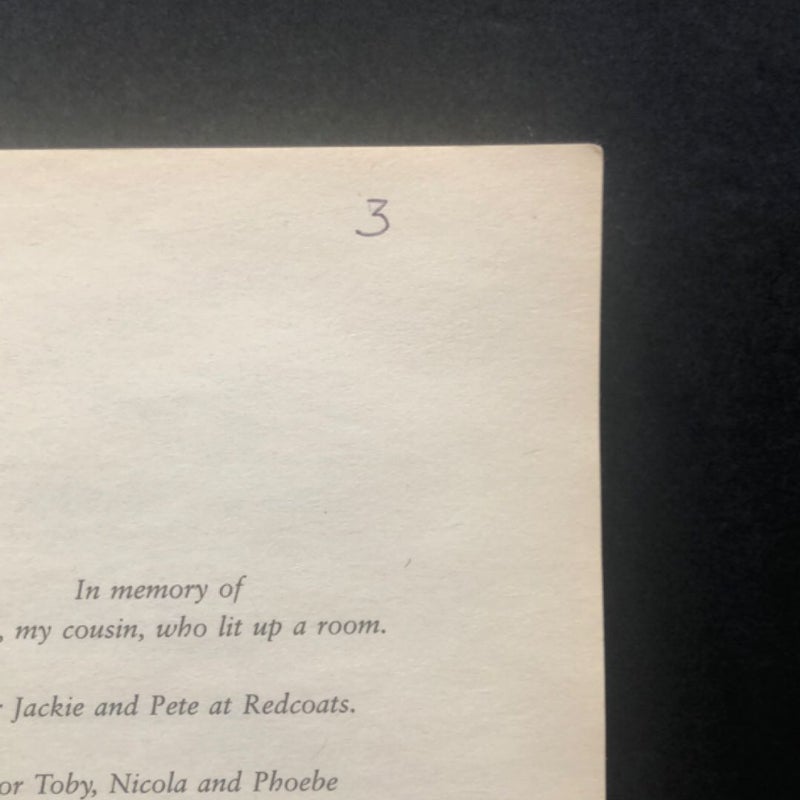 3
In memory of
, my cousin, who lit up a room.
Jackie and Pete at Redcoats.
Toby, Nicola and Phoebe